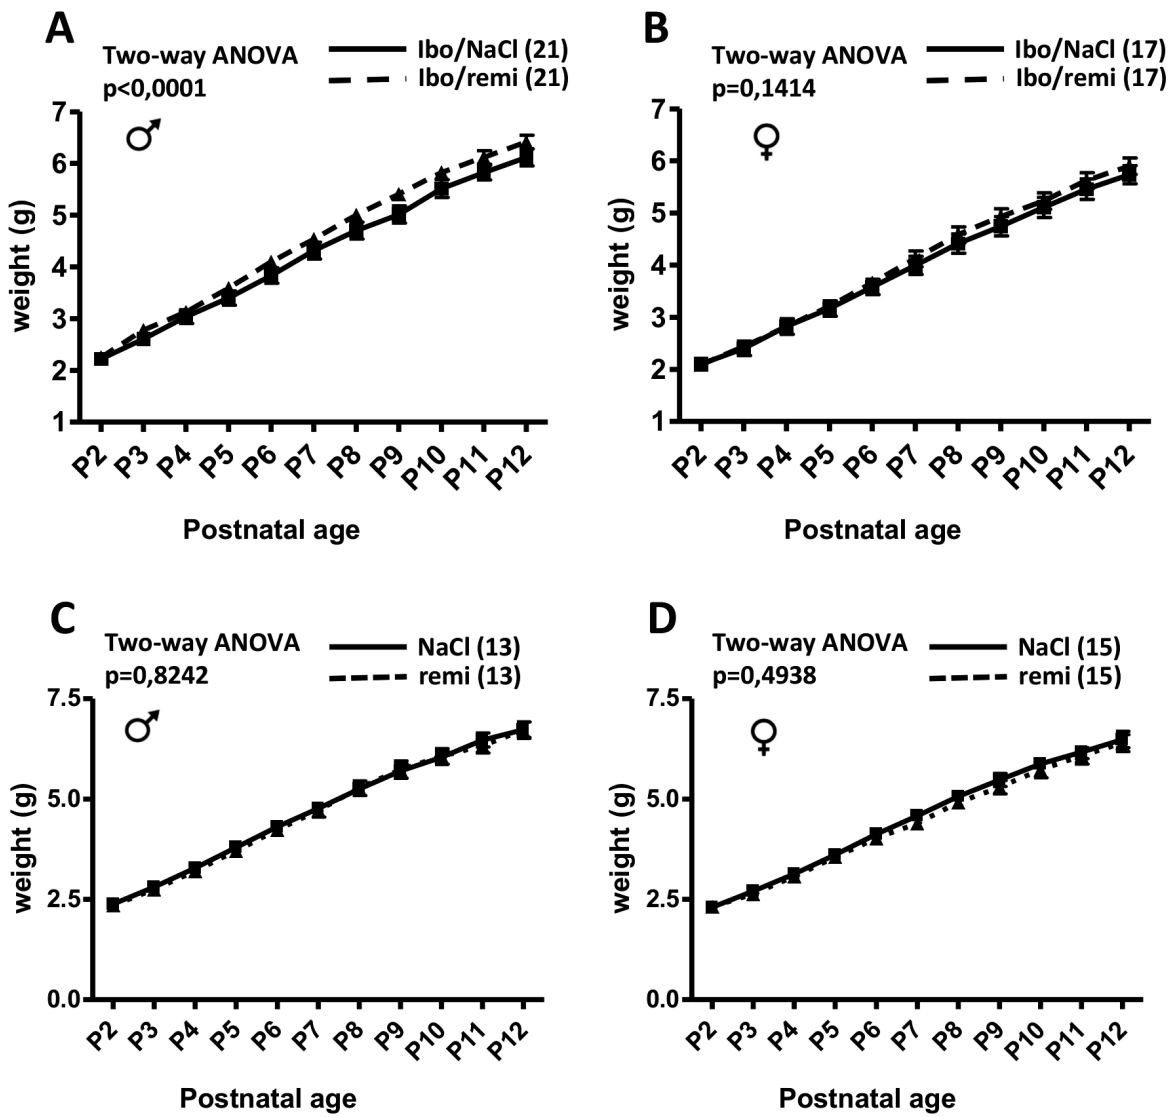 A
Two-way ANOVA
p<0,0001
Ibo/NaCl (21)
Ibo/remi (21)
7
6
5
4
3
2
1
weight (g)
P2 P3 P4 P5 P6 P7 P8 P9 P10 P11 P12
Postnatal age
B
Two-way ANOVA
p=0,1414
Ibo/NaCl (17)
Ibo/remi (17)
7
6
5
4
3
2
1
weight (g)
P2 P3 P4 P5 P6 P7 P8 P9 P10 P11 P12
Postnatal age
C
Two-way ANOVA
p=0,8242
NaCl (13)
remi (13)
7.5
5.0
2.5
0.0
weight (g)
P2 P3 P4 P5 P6 P7 P8 P9 P10 P11 P12
Postnatal age
D
Two-way ANOVA
p=0,4938
NaCl (15)
remi (15)
7.5
5.0
2.5
0.0
weight (g)
P2 P3 P4 P5 P6 P7 P8 P9 P10 P11 P12
Postnatal age